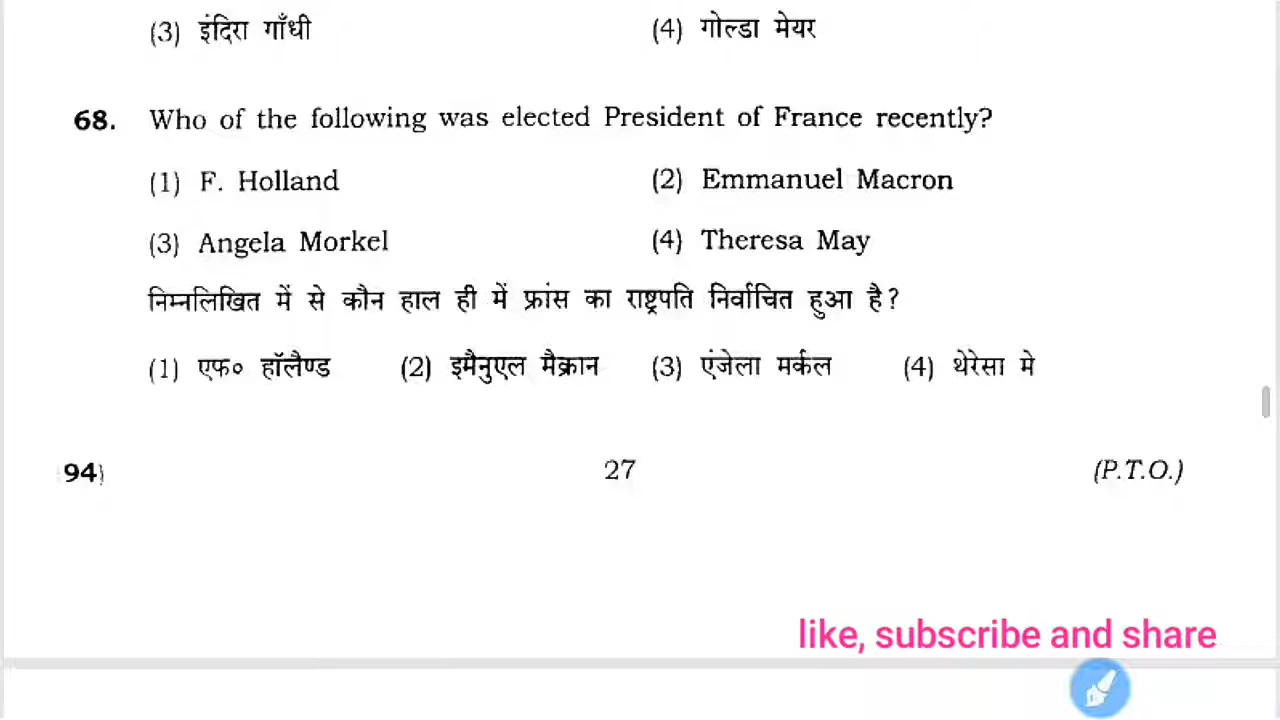 (3) इंदिरा गाँधी (4) गोल्डा मेयर
68. Who of the following was elected President of France recently?
(1) F. Holland (2) Emmanuel Macron
(3) Angela Morkel (4) Theresa May
निम्नलिखित में से कौन हाल ही में फ्रांस का राष्ट्रपति निर्वाचित हुआ है?
(1) एफ० हॉलैण्ड (2) इमैनुएल मैक्रान (3) एंजेला मर्कल (4) थेरेसा मे
94) 27 (P.T.O.)
like, subscribe and share